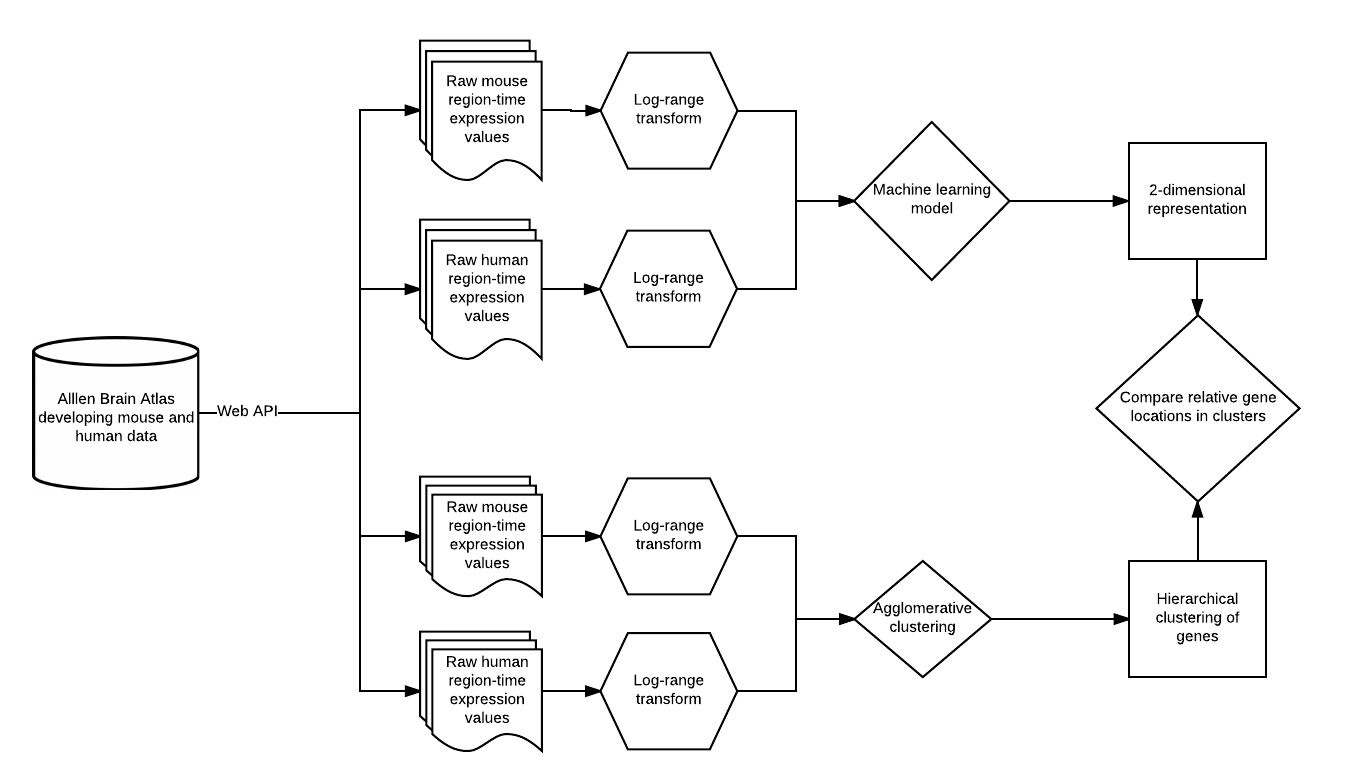 Raw mouse
region-time
expression
values
Log-range
transform
Machine learning
model
2-dimensional
representation
Raw human
region-time
expression
values
Log-range
transform
Alllen Brain Atlas
developing mouse and
human data
Web API
Compare relative gene
locations in clusters
Raw mouse
region-time
expression
values
Log-range
transform
Agglomerative
clustering
Hierarchical
clustering of
genes
Raw human
region-time
expression
values
Log-range
transform